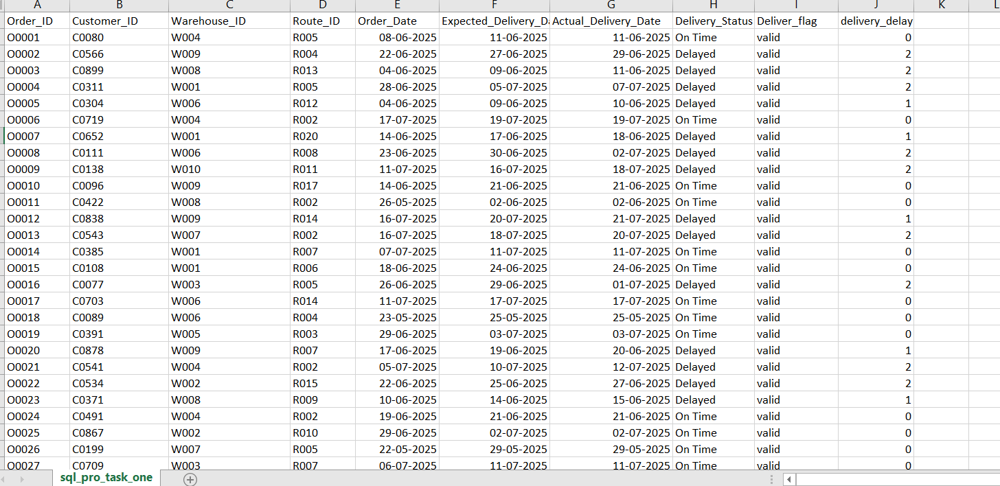 A B C D E F G H I J K L
Order_ID Customer_ID Warehouse_ID Route_ID Order_Date Expected_Delivery_Da Actual_Delivery_Date Delivery_Status Deliver_flag delivery_delay
O0001 C0080 W004 R005 08-06-2025 11-06-2025 11-06-2025 On Time valid 0
O0002 C0566 W009 R004 22-06-2025 27-06-2025 29-06-2025 Delayed valid 2
O0003 C0899 W008 R013 04-06-2025 09-06-2025 11-06-2025 Delayed valid 2
O0004 C0311 W001 R005 28-06-2025 05-07-2025 07-07-2025 Delayed valid 2
O0005 C0304 W006 R012 04-06-2025 09-06-2025 10-06-2025 Delayed valid 1
O0006 C0719 W004 R002 17-07-2025 19-07-2025 19-07-2025 On Time valid 0
O0007 C0652 W001 R020 14-06-2025 17-06-2025 18-06-2025 Delayed valid 1
O0008 C0111 W006 R008 23-06-2025 30-06-2025 02-07-2025 Delayed valid 2
O0009 C0138 W010 R011 11-07-2025 16-07-2025 18-07-2025 Delayed valid 2
O0010 C0096 W009 R017 14-06-2025 21-06-2025 21-06-2025 On Time valid 0
O0011 C0422 W008 R002 26-05-2025 02-06-2025 02-06-2025 On Time valid 0
O0012 C0838 W009 R014 16-07-2025 20-07-2025 21-07-2025 Delayed valid 1
O0013 C0543 W007 R002 16-07-2025 18-07-2025 20-07-2025 Delayed valid 2
O0014 C0385 W001 R007 07-07-2025 11-07-2025 11-07-2025 On Time valid 0
O0015 C0108 W001 R006 18-06-2025 24-06-2025 24-06-2025 On Time valid 0
O0016 C0077 W003 R005 26-06-2025 29-06-2025 01-07-2025 Delayed valid 2
O0017 C0703 W006 R014 11-07-2025 17-07-2025 17-07-2025 On Time valid 0
O0018 C0089 W006 R004 23-05-2025 25-05-2025 25-05-2025 On Time valid 0
O0019 C0391 W005 R003 29-06-2025 03-07-2025 03-07-2025 On Time valid 0
O0020 C0878 W009 R007 17-06-2025 19-06-2025 20-06-2025 Delayed valid 1
O0021 C0541 W004 R002 05-07-2025 10-07-2025 12-07-2025 Delayed valid 2
O0022 C0534 W002 R015 22-06-2025 25-06-2025 27-06-2025 Delayed valid 2
O0023 C0371 W008 R009 10-06-2025 14-06-2025 15-06-2025 Delayed valid 1
O0024 C0491 W004 R002 19-06-2025 21-06-2025 21-06-2025 On Time valid 0
O0025 C0867 W002 R010 29-06-2025 02-07-2025 02-07-2025 On Time valid 0
O0026 C0199 W007 R005 22-05-2025 29-05-2025 29-05-2025 On Time valid 0
O0027 C0709 W003 R007 06-07-2025 11-07-2025 11-07-2025 On Time valid 0
sql_pro_task_one